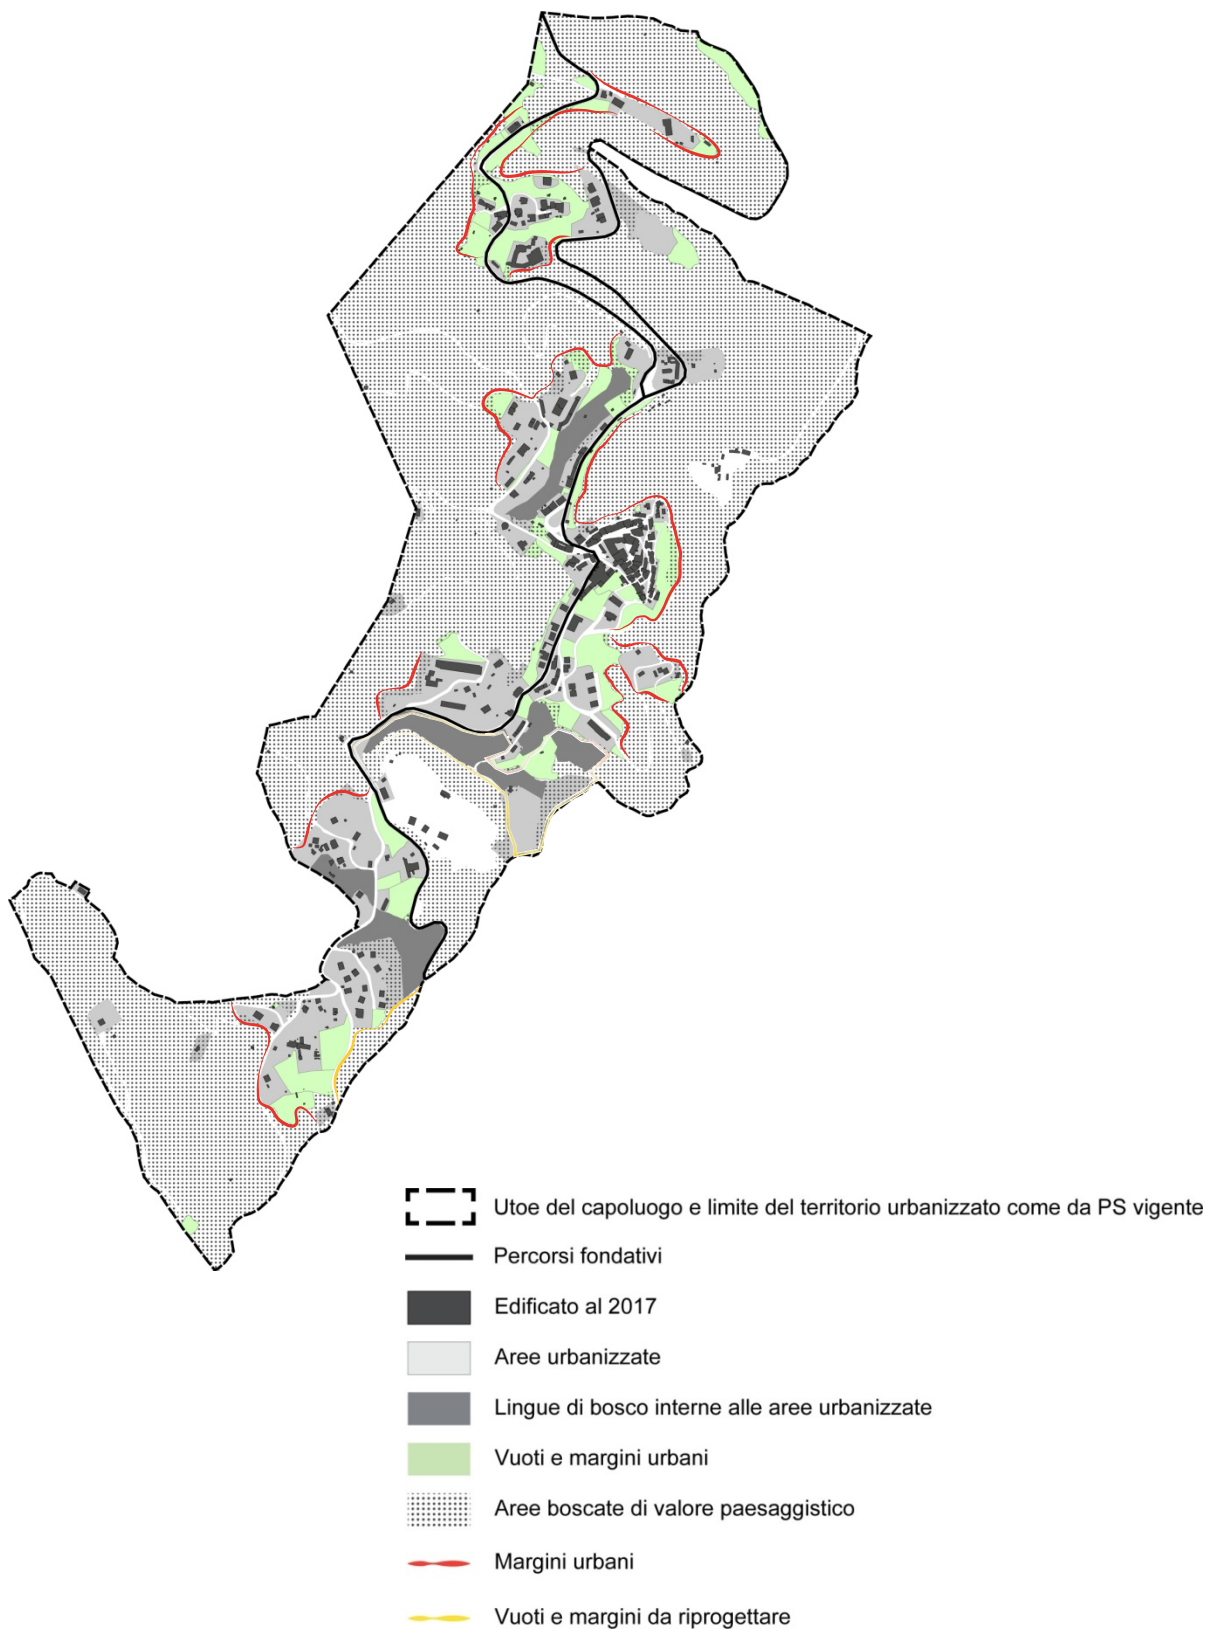 Utoe del capoluogo e limite del territorio urbanizzato come da PS vigente
Percorsi fondativi
Edificato al 2017
Aree urbanizzate
Lingue di bosco interne alle aree urbanizzate
Vuoti e margini urbani
Aree boscate di valore paesaggistico
Margini urbani
Vuoti e margini da riprogettare